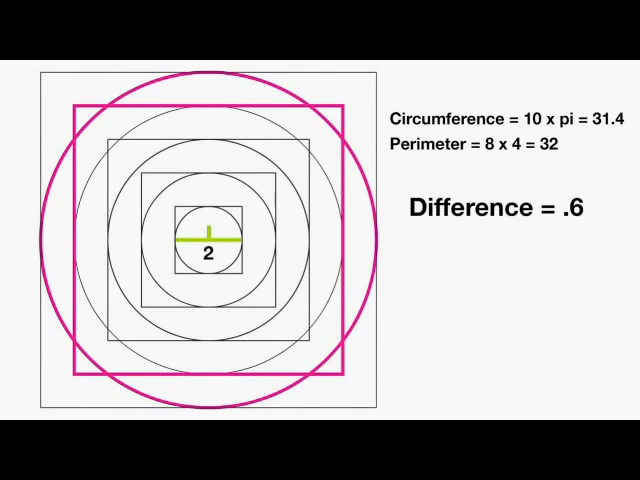 Circumference = 10 x pi = 31.4
Perimeter = 8 x 4 = 32
Difference = .6
2